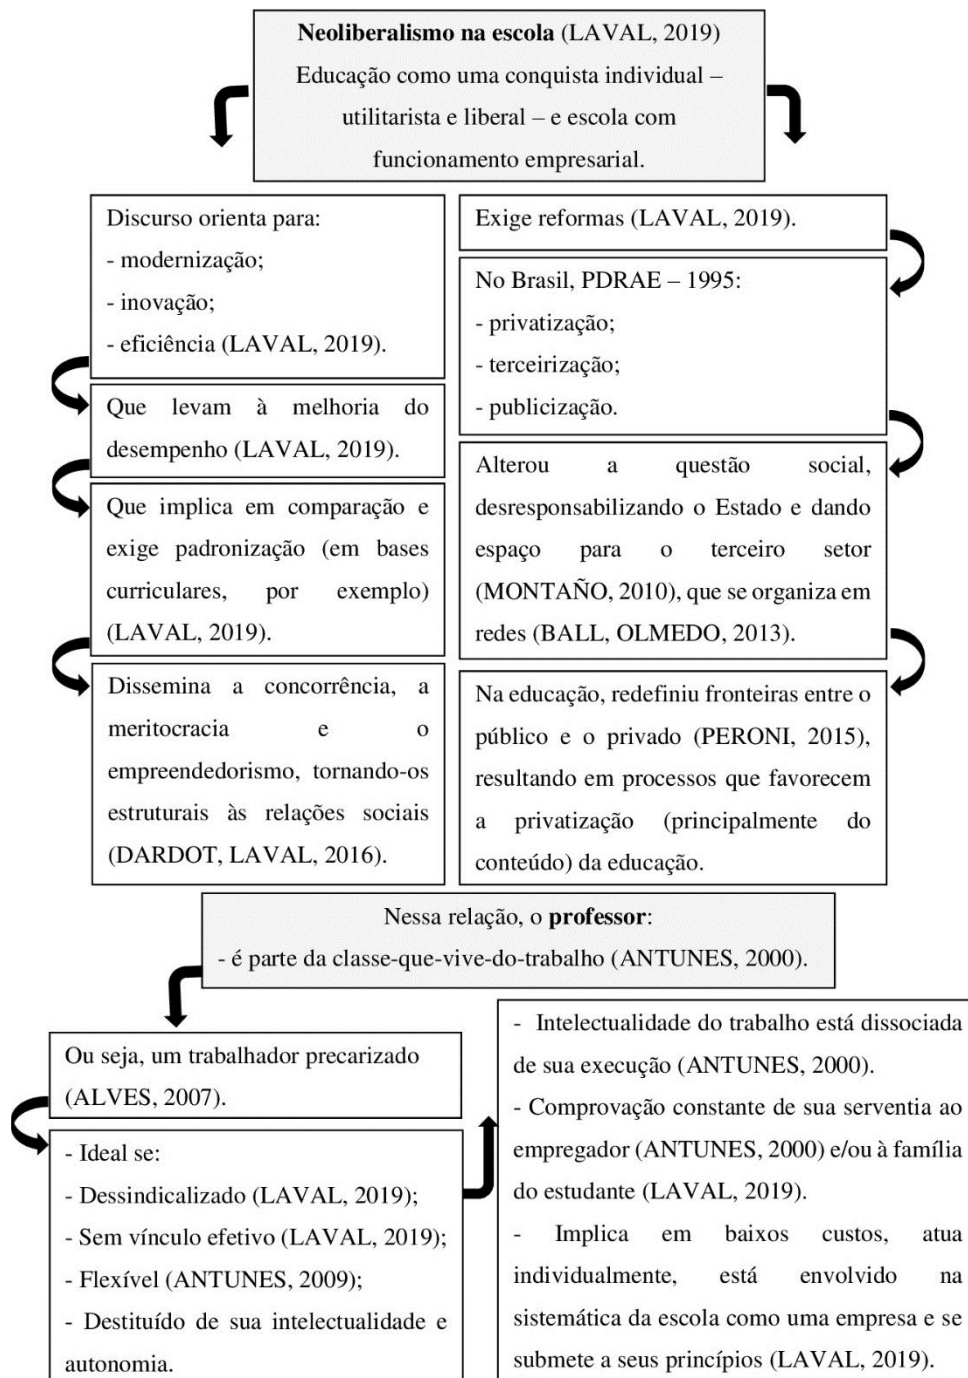 Neoliberalismo na escola (LAVAL, 2019)
Educação como uma conquista individual –
utilitarista e liberal – e escola com
funcionamento empresarial.
Discurso orienta para:
- modernização;
- inovação;
- eficiência (LAVAL, 2019).
Que levam à melhoria do
desempenho (LAVAL, 2019).
Que implica em comparação e
exige padronização (em bases
curriculares, por exemplo)
(LAVAL, 2019).
Dissemina a concorrência, a
meritocracia e o
empreendedorismo, tornando-os
estruturais às relações sociais
(DARDOT, LAVAL, 2016).
Exige reformas (LAVAL, 2019).
No Brasil, PDRAE – 1995:
- privatização;
- terceirização;
- publicização.
Alterou a questão social,
desresponsabilizando o Estado e dando
espaço para o terceiro setor
(MONTAÑO, 2010), que se organiza em
redes (BALL, OLMEDO, 2013).
Na educação, redefiniu fronteiras entre o
público e o privado (PERONI, 2015),
resultando em processos que favorecem
a privatização (principalmente do
conteúdo) da educação.
Nessa relação, o professor:
- é parte da classe-que-vive-do-trabalho (ANTUNES, 2000).
Ou seja, um trabalhador precarizado
(ALVES, 2007).
- Ideal se:
- Dessindicalizado (LAVAL, 2019);
- Sem vínculo efetivo (LAVAL, 2019);
- Flexível (ANTUNES, 2009);
- Destituído de sua intelectualidade e
autonomia.
- Intelectualidade do trabalho está dissociada
de sua execução (ANTUNES, 2000).
- Comprovação constante de sua serventia ao
empregador (ANTUNES, 2000) e/ou à família
do estudante (LAVAL, 2019).
- Implica em baixos custos, atua
individualmente, está envolvido na
sistemática da escola como uma empresa e se
submete a seus princípios (LAVAL, 2019).